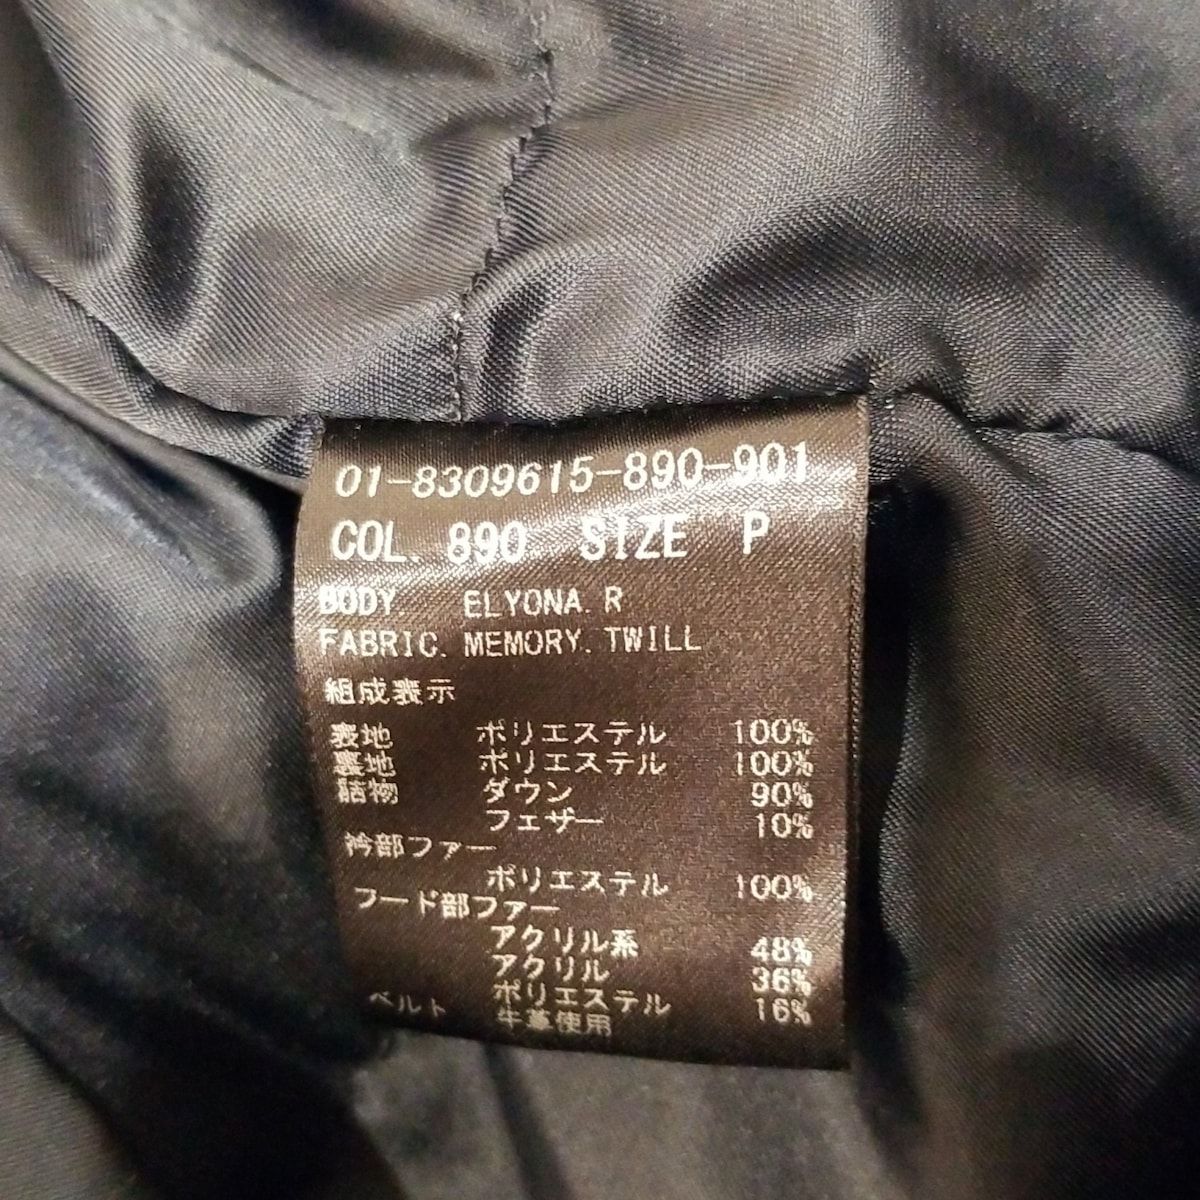 01-8309615-890-901
COL. 890 SIZE P
BODY. ELYONA.R
FABRIC. MEMORY.TWILL
組成表示
表地 ポリエステル 100%
裏地 ポリエステル 100%
詰物 ダウン 90%
フェザー 10%
衿部ファー
ポリエステル 100%
フード部ファー
アクリル系 48%
アクリル 36%
ポリエステル 16%
ベルト 牛革使用